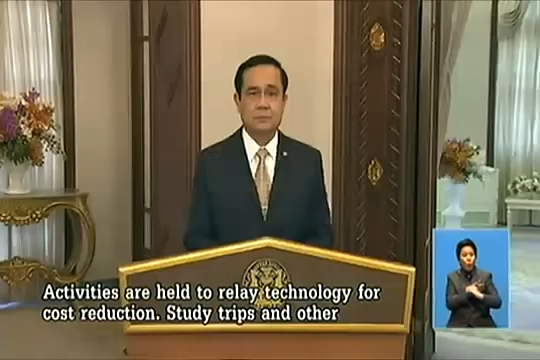 Activities are held to relay technology for
cost reduction. Study trips and other